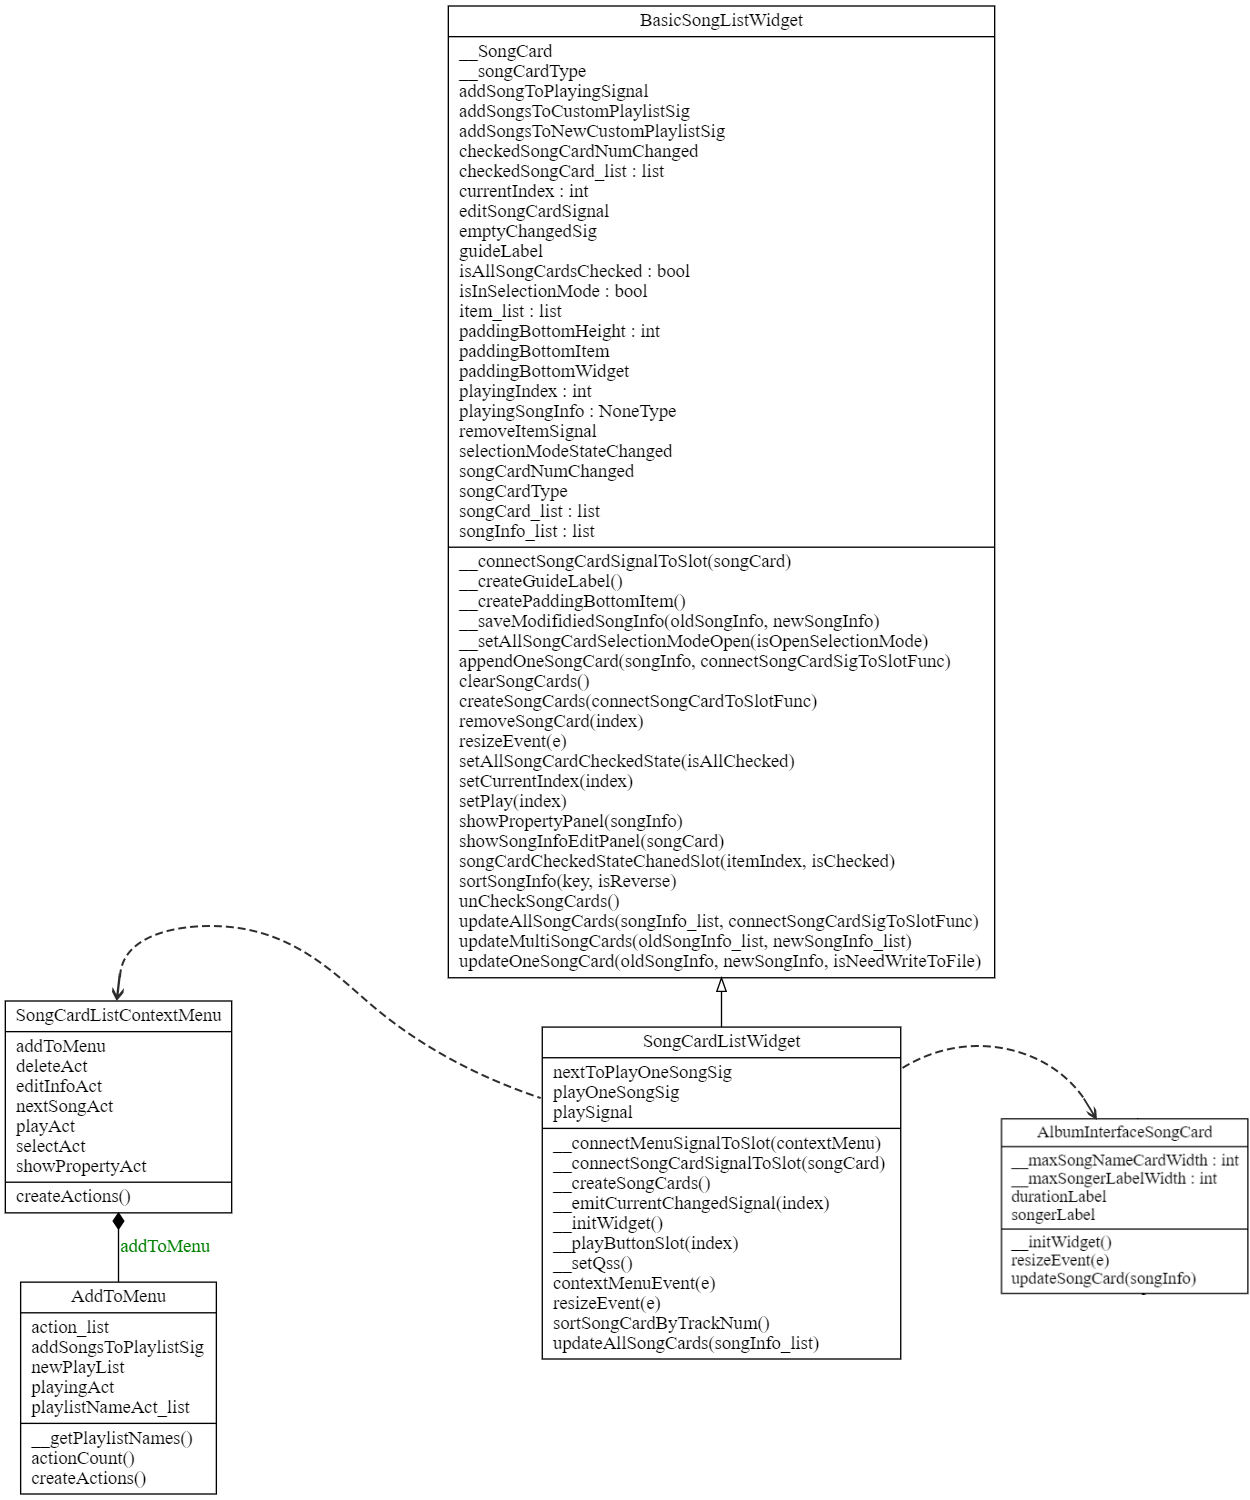 BasicSongListWidget
__SongCard
__songCardType
addSongToPlayingSignal
addSongsToCustomPlaylistSig
addSongsToNewCustomPlaylistSig
checkedSongCardNumChanged
checkedSongCard_list : list
currentIndex : int
editSongCardSignal
emptyChangedSig
guideLabel
isAllSongCardsChecked : bool
isInSelectionMode : bool
item_list : list
paddingBottomHeight : int
paddingBottomItem
paddingBottomWidget
playingIndex : int
playingSongInfo : NoneType
removeItemSignal
selectionModeStateChanged
songCardNumChanged
songCardType
songCard_list : list
songInfo_list : list
__connectSongCardSignalToSlot(songCard)
__createGuideLabel()
__createPaddingBottomItem()
__saveModifidiedSongInfo(oldSongInfo, newSongInfo)
__setAllSongCardSelectionModeOpen(isOpenSelectionMode)
appendOneSongCard(songInfo, connectSongCardSigToSlotFunc)
clearSongCards()
createSongCards(connectSongCardToSlotFunc)
removeSongCard(index)
resizeEvent(e)
setAllSongCardCheckedState(isAllChecked)
setCurrentIndex(index)
setPlay(index)
showPropertyPanel(songInfo)
showSongInfoEditPanel(songCard)
songCardCheckedStateChanedSlot(itemIndex, isChecked)
sortSongInfo(key, isReverse)
unCheckSongCards()
updateAllSongCards(songInfo_list, connectSongCardSigToSlotFunc)
updateMultiSongCards(oldSongInfo_list, newSongInfo_list)
updateOneSongCard(oldSongInfo, newSongInfo, isNeedWriteToFile)
SongCardListContextMenu
addToMenu
deleteAct
editInfoAct
nextSongAct
playAct
selectAct
showPropertyAct
createActions()
addToMenu
AddToMenu
action_list
addSongsToPlaylistSig
newPlayList
playingAct
playlistNameAct_list
__getPlaylistNames()
actionCount()
createActions()
SongCardListWidget
nextToPlayOneSongSig
playOneSongSig
playSignal
__connectMenuSignalToSlot(contextMenu)
__connectSongCardSignalToSlot(songCard)
__createSongCards()
__emitCurrentChangedSignal(index)
__initWidget()
__playButtonSlot(index)
__setQss()
contextMenuEvent(e)
resizeEvent(e)
sortSongCardByTrackNum()
updateAllSongCards(songInfo_list)
AlbumInterfaceSongCard
__maxSongNameCardWidth : int
__maxSongerLabelWidth : int
durationLabel
songerLabel
__initWidget()
resizeEvent(e)
updateSongCard(songInfo)